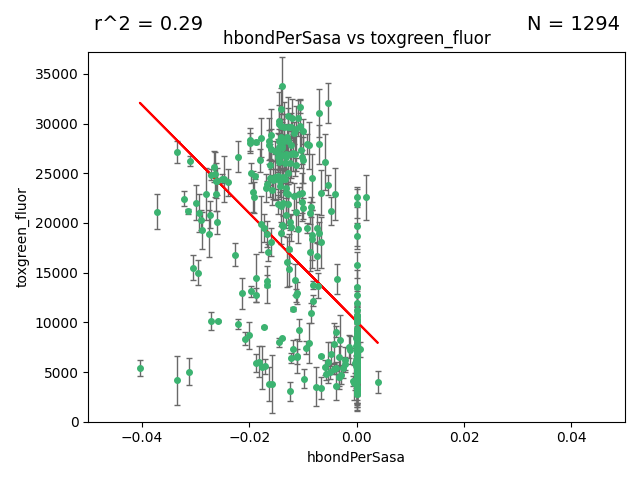 r^2 = 0.29
N = 1294
hbondPerSasa vs toxgreen_fluor
toxgreen_fluor
35000
30000
25000
20000
15000
10000
5000
0
−0.04
−0.02
0.00
0.02
0.04
hbondPerSasa